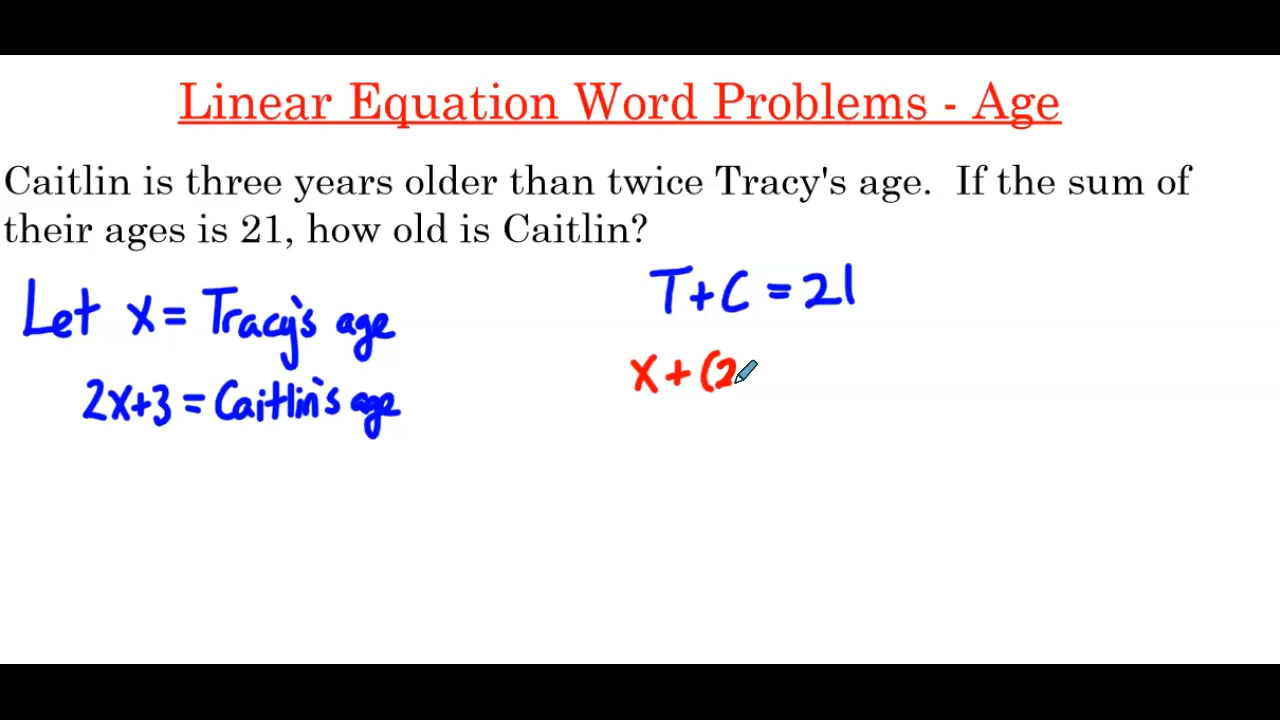 Linear Equation Word Problems - Age
Caitlin is three years older than twice Tracy's age. If the sum of
their ages is 21, how old is Caitlin?
Let x = Tracy's age
2x+3 = Caitlin's age
T+C = 21
x + (2